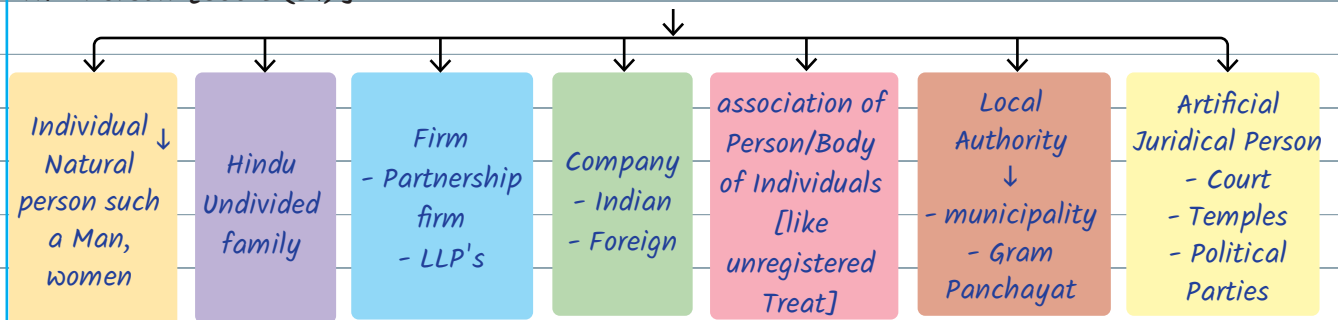 Individual ↓
Natural
person such
a Man,
women
Hindu
Undivided
family
Firm
- Partnership
firm
- LLP's
Company
- Indian
- Foreign
association of
Person/Body
of Individuals
[like
unregistered
Treat]
Local
Authority
↓
- municipality
- Gram
Panchayat
Artificial
Juridical Person
- Court
- Temples
- Political
Parties